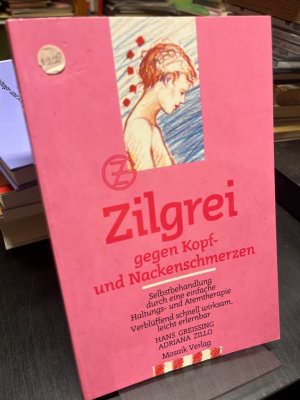 Zilgrei
gegen Kopf-
und Nackenschmerzen
Selbstbehandlung
durch eine einfache
Haltungs- und Atemtherapie
Verblüffend schnell wirksam,
leicht erlernbar
HANS GREISSING
ADRIANA ZILLO
Mosaik Verlag